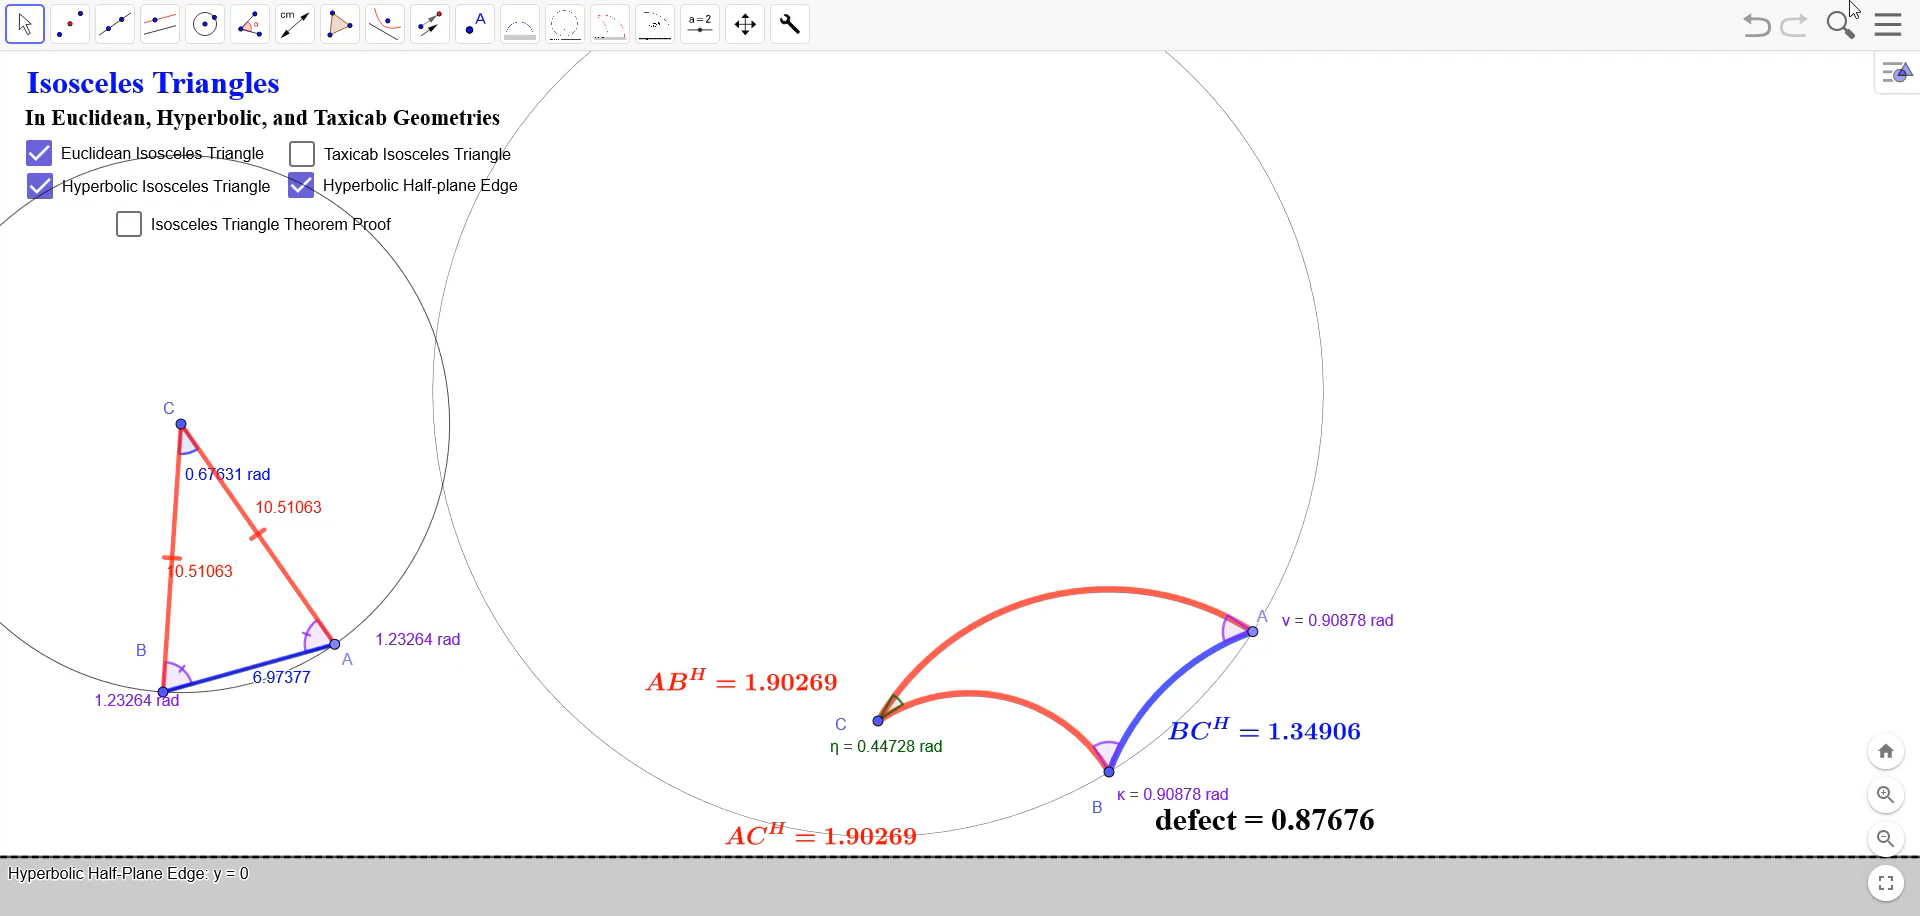 cm
α
A
a=2
Isosceles Triangles
In Euclidean, Hyperbolic, and Taxicab Geometries
Euclidean Isosceles Triangle
Taxicab Isosceles Triangle
Hyperbolic Isosceles Triangle
Hyperbolic Half-plane Edge
Isosceles Triangle Theorem Proof
C
0.67631 rad
10.51063
10.51063
B
1.23264 rad
A
6.97377
1.23264 rad
A
ν = 0.90878 rad
AB^H = 1.90269
C
η = 0.44728 rad
BC^H = 1.34906
κ = 0.90878 rad
B
defect = 0.87676
AC^H = 1.90269
Hyperbolic Half-Plane Edge: y = 0